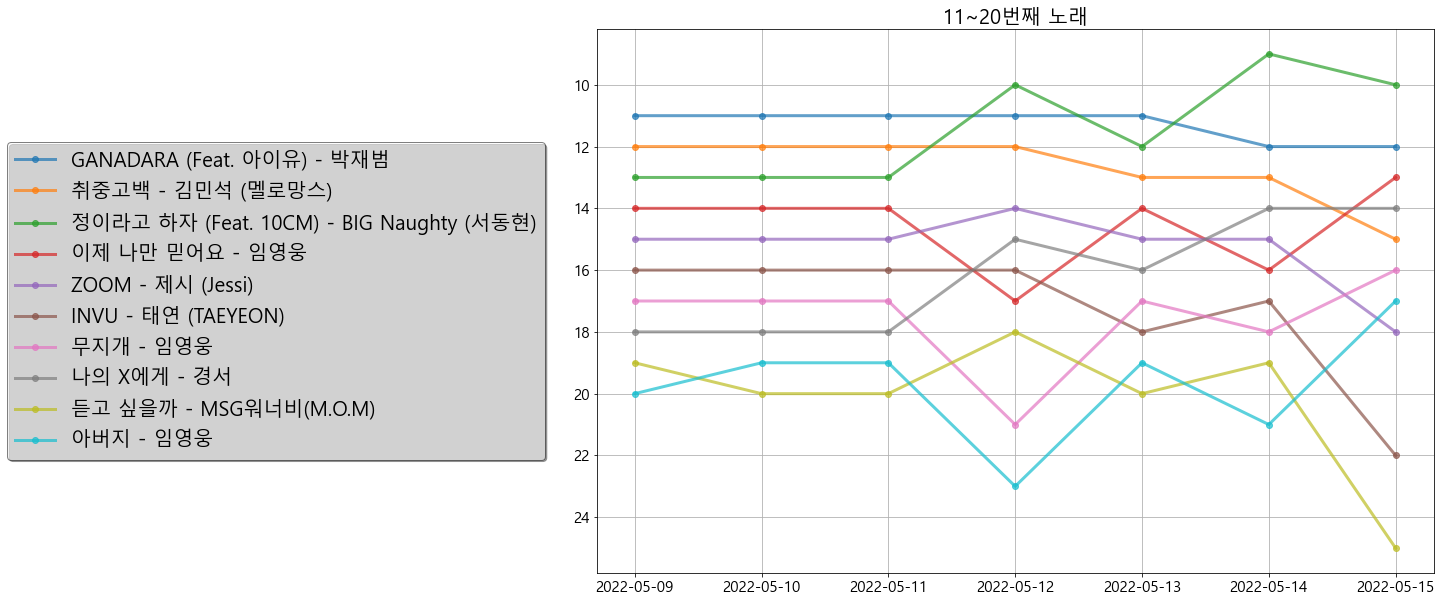 11~20번째 노래
GANADARA (Feat. 아이유) - 박재범
취중고백 - 김민석 (멜로망스)
정이라고 하자 (Feat. 10CM) - BIG Naughty (서동현)
이제 나만 믿어요 - 임영웅
ZOOM - 제시 (Jessi)
INVU - 태연 (TAEYEON)
무지개 - 임영웅
나의 X에게 - 경서
듣고 싶을까 - MSG워너비(M.O.M)
아버지 - 임영웅
10
12
14
16
18
20
22
24
2022-05-09 2022-05-10 2022-05-11 2022-05-12 2022-05-13 2022-05-14 2022-05-15